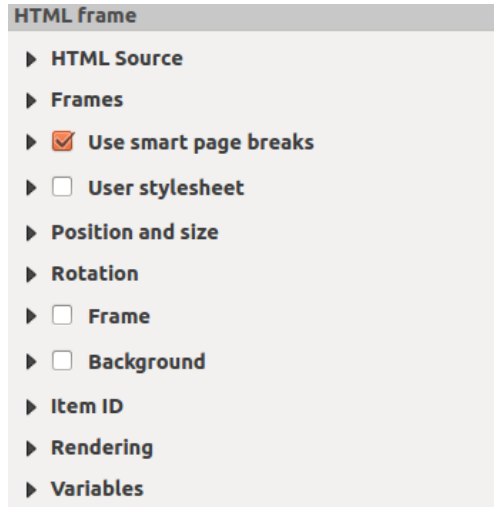 HTML frame
HTML Source
Frames
Use smart page breaks
User stylesheet
Position and size
Rotation
Frame
Background
Item ID
Rendering
Variables